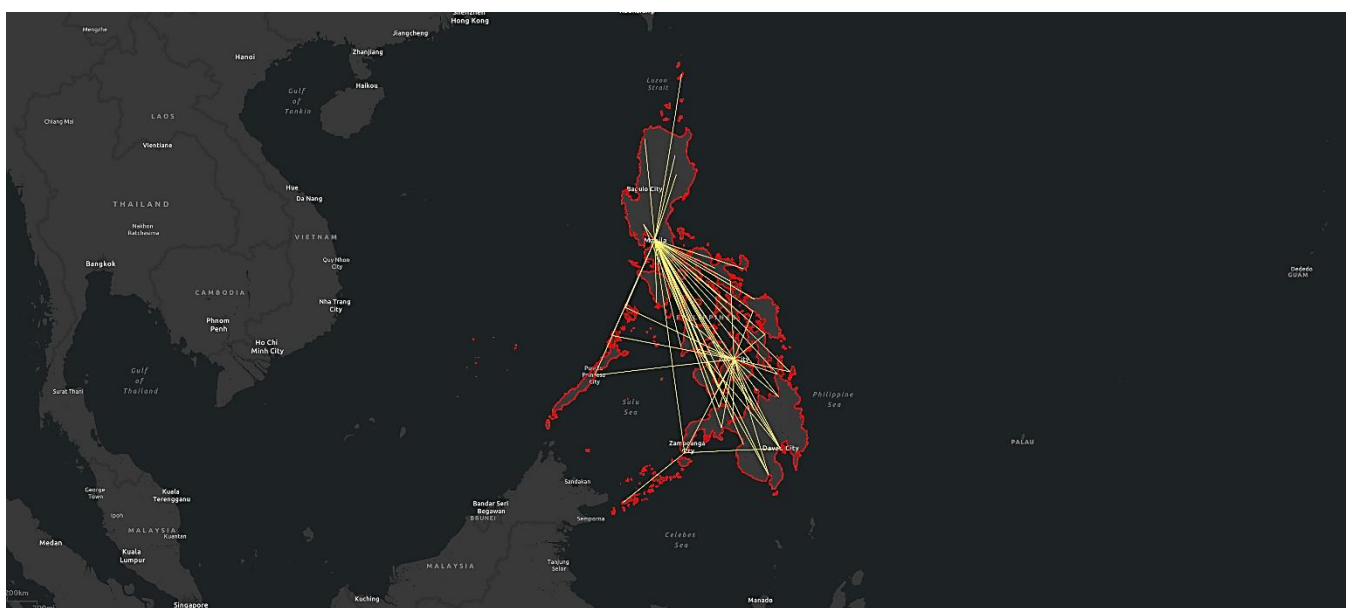 Shenzhen
Hong Kong
Mengzhe
Jiangcheng
Hanoi
Zhanjiang
Haikou
Luzon
Strait
Gulf
of
Tonkin
LAOS
Chiang Mai
Vientiane
Hue
Da Nang
Baguio City
THAILAND
Nakhon
Ratchasima
VIETNAM
Manila
Bangkok
Quy Nhon
City
Dededo
GUAM
CAMBODIA
Nha Trang
City
Phnom
Penh
Ho Chi
Minh City
Gulf
of
Thailand
Surat Thani
City
Sulu
Sea
Philippine
Sea
PALAU
Zamboanga
City
Davao City
George
Town
Kuala
Terengganu
Sandakan
Bandar Seri
Begawan
BRUNEI
Ipoh
Semporna
MALAYSIA
Kuantan
Celebes
Sea
Medan
Kuala
Lumpur
MALAYSIA
Tanjung
Selor
200km
Kuching
Manado
Singapore